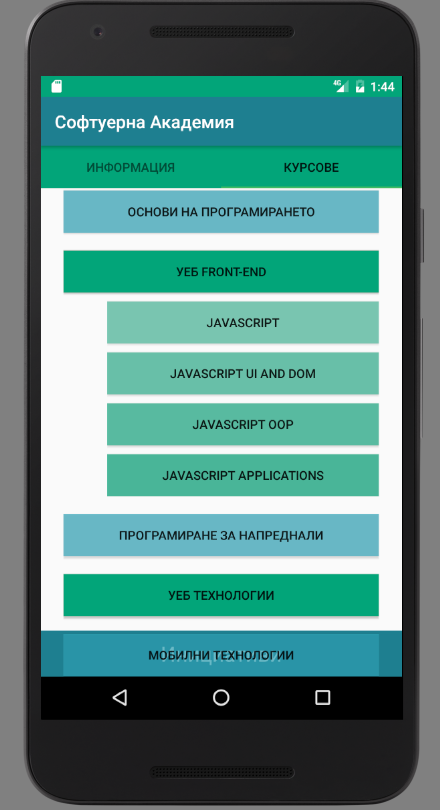 4G 1:44
Софтуерна Академия
ИНФОРМАЦИЯ КУРСОВЕ
ОСНОВИ НА ПРОГРАМИРАНЕТО
УЕБ FRONT-END
JAVASCRIPT
JAVASCRIPT UI AND DOM
JAVASCRIPT OOP
JAVASCRIPT APPLICATIONS
ПРОГРАМИРАНЕ ЗА НАПРЕДНАЛИ
УЕБ ТЕХНОЛОГИИ
МОБИЛНИ ТЕХНОЛОГИИ